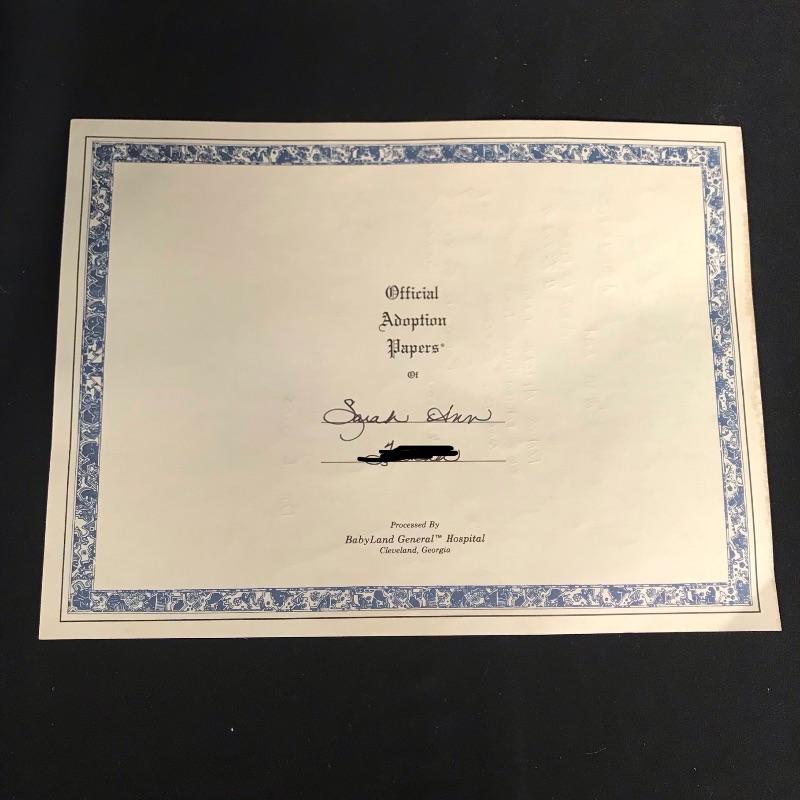 Official
Adoption
Papers®
Of
Sarah Ann
Processed By
BabyLand General™ Hospital
Cleveland, Georgia